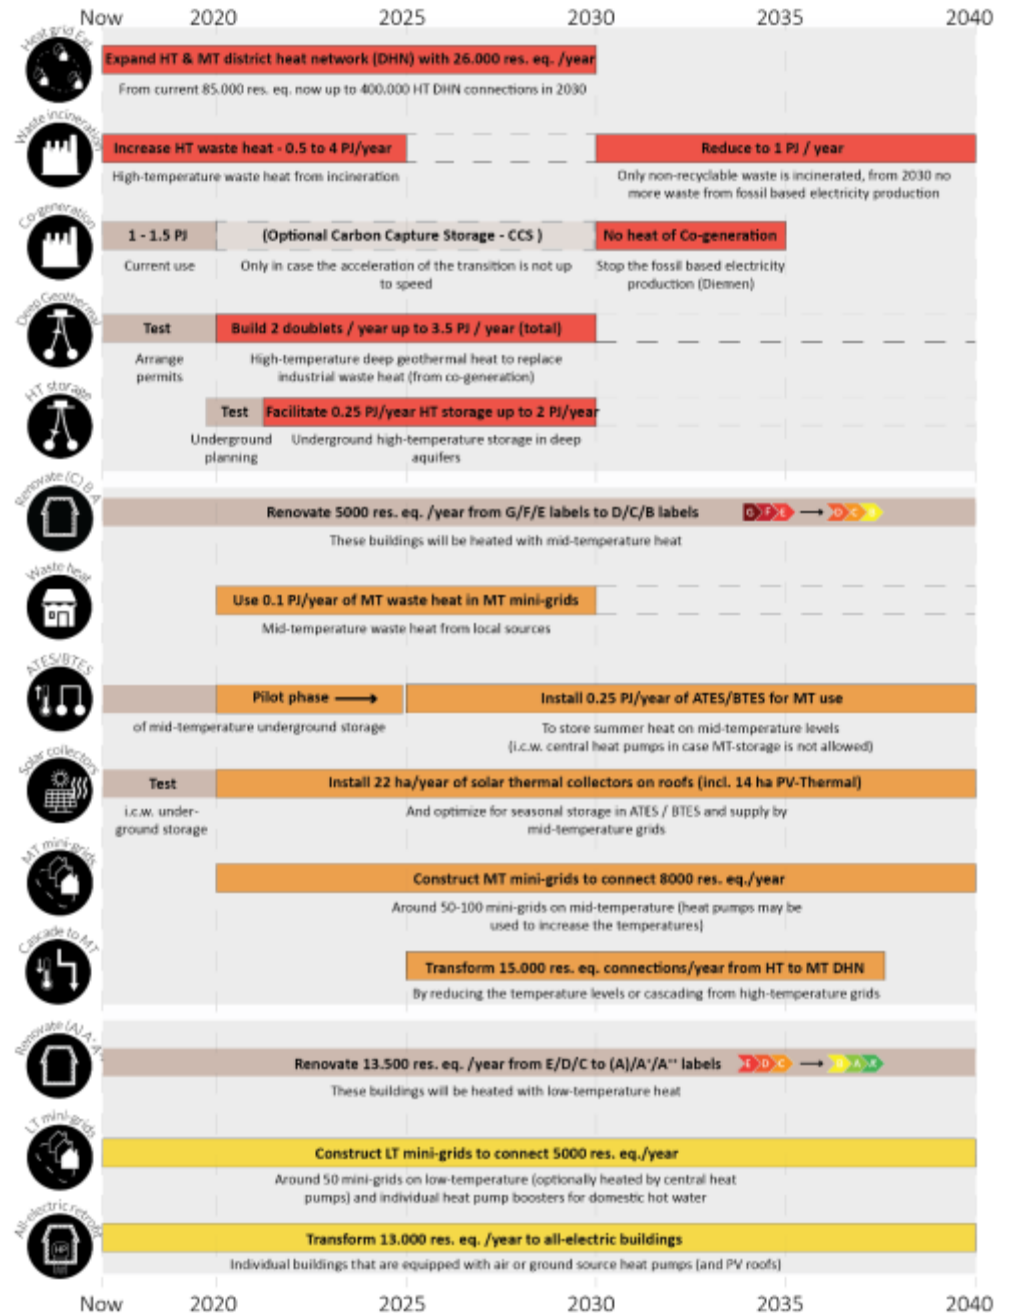 Now 2020 2025 2030 2035 2040
Heat grid Ext.
Expand HT & MT district heat network (DHN) with 26.000 res. eq. /year
From current 85.000 res. eq. now up to 400.000 HT DHN connections in 2030
Waste incineration
Increase HT waste heat - 0.5 to 4 PJ/year
Reduce to 1 PJ / year
High-temperature waste heat from incineration
Only non-recyclable waste is incinerated, from 2030 no
more waste from fossil based electricity production
Co-generation
1 - 1.5 PJ
(Optional Carbon Capture Storage - CCS )
No heat of Co-generation
Current use
Only in case the acceleration of the transition is not up
to speed
Stop the fossil based electricity
production (Diemen)
Deep Geothermal
Test
Build 2 doublets / year up to 3.5 PJ / year (total)
Arrange
permits
High-temperature deep geothermal heat to replace
industrial waste heat (from co-generation)
HT storage
Test
Facilitate 0.25 PJ/year HT storage up to 2 PJ/year
Underground
planning
Underground high-temperature storage in deep
aquifers
Renovate (C) B A
Renovate 5000 res. eq. /year from G/F/E labels to D/C/B labels
G F E → D C B
These buildings will be heated with mid-temperature heat
Waste heat
Use 0.1 PJ/year of MT waste heat in MT mini-grids
Mid-temperature waste heat from local sources
ATES/BTES
Pilot phase →
Install 0.25 PJ/year of ATES/BTES for MT use
of mid-temperature underground storage
To store summer heat on mid-temperature levels
(i.c.w. central heat pumps in case MT-storage is not allowed)
Solar collectors
Test
Install 22 ha/year of solar thermal collectors on roofs (incl. 14 ha PV-Thermal)
i.c.w. under-
ground storage
And optimize for seasonal storage in ATES / BTES and supply by
mid-temperature grids
MT mini-grids
Construct MT mini-grids to connect 8000 res. eq./year
Around 50-100 mini-grids on mid-temperature (heat pumps may be
used to increase the temperatures)
Cascade to MT
Transform 15.000 res. eq. connections/year from HT to MT DHN
By reducing the temperature levels or cascading from high-temperature grids
Renovate (A) A⁺
Renovate 13.500 res. eq. /year from E/D/C to (A)/A⁺/A⁺⁺ labels
E D C →
These buildings will be heated with low-temperature heat
LT mini-grids
Construct LT mini-grids to connect 5000 res. eq./year
Around 50 mini-grids on low-temperature (optionally heated by central heat
pumps) and individual heat pump boosters for domestic hot water
All-electric retrofit
HP
Transform 13.000 res. eq. /year to all-electric buildings
Individual buildings that are equipped with air or ground source heat pumps (and PV roofs)
Now 2020 2025 2030 2035 2040